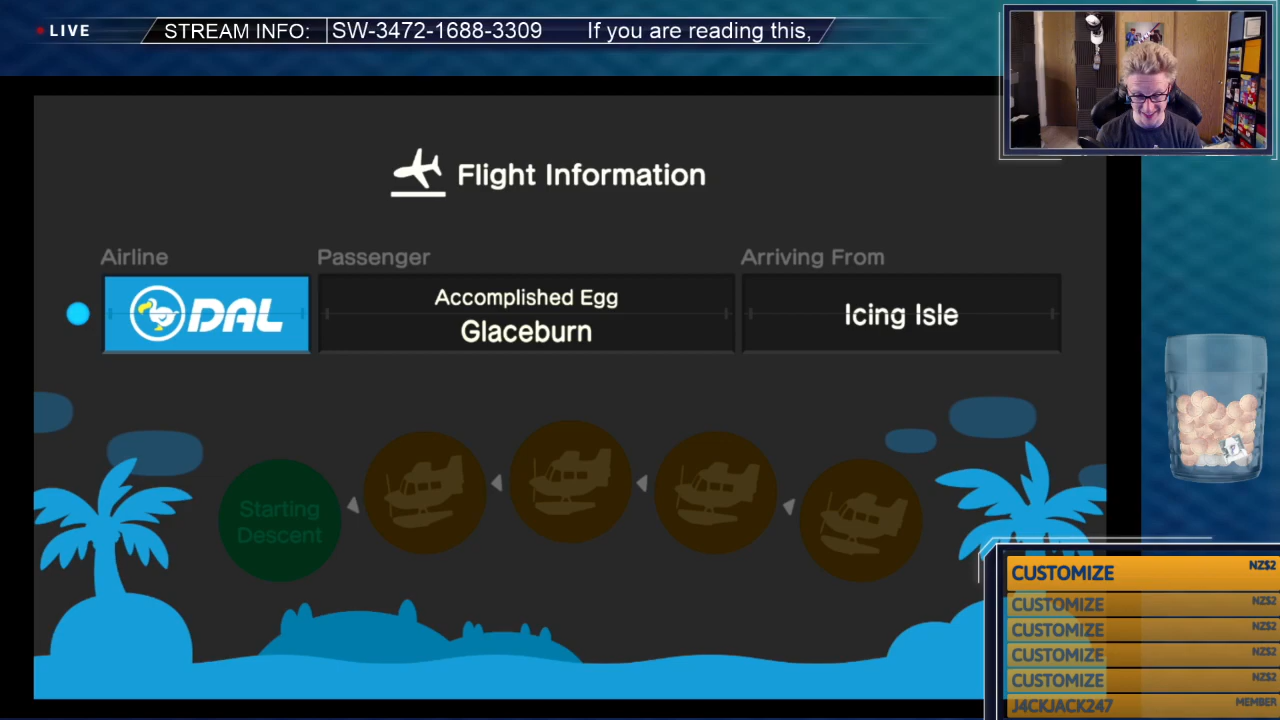 LIVE
STREAM INFO:
SW-3472-1688-3309
If you are reading this,
Flight Information
Airline
Passenger
Arriving From
DAL
Accomplished Egg
Glaceburn
Icing Isle
Starting
Descent
CUSTOMIZE NZ$2
CUSTOMIZE NZ$2
CUSTOMIZE NZ$2
CUSTOMIZE NZ$2
CUSTOMIZE NZ$2
J4CKJACK247 MEMBER